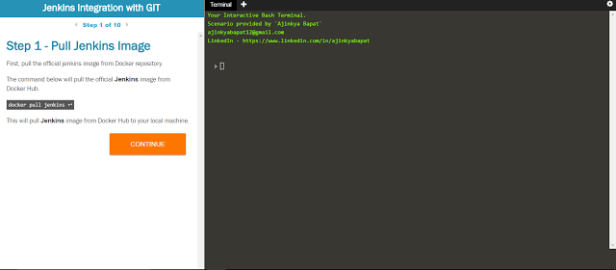 Jenkins Integration with GIT
Step 1 of 10
Step 1 - Pull Jenkins Image
First, pull the official jenkins image from Docker repository.
The command below will pull the official Jenkins image from
Docker Hub.
docker pull jenkins
This will pull Jenkins image from Docker Hub to your local machine.
CONTINUE
Terminal +
Your Interactive Bash Terminal.
Scenario provided by 'Ajinkya Bapat'
ajinkyabapat12@gmail.com
LinkedIn - https://www.linkedin.com/in/ajinkyabapat